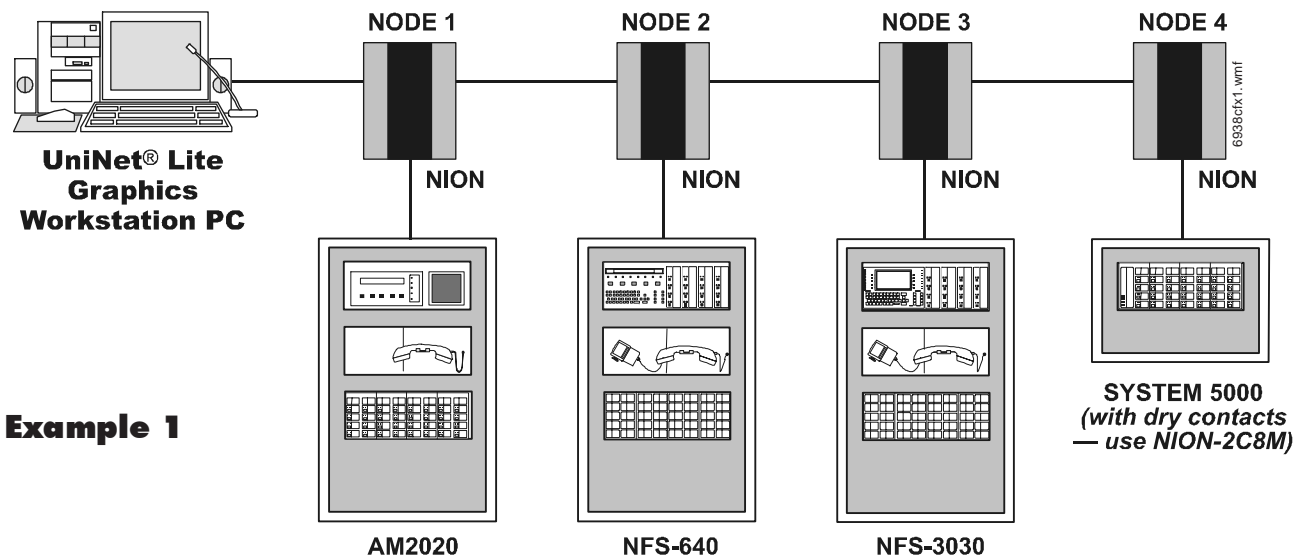 NODE 1
NODE 2
NODE 3
NODE 4
6938cfx1.wmf
UniNet® Lite
Graphics
Workstation PC
NION
NION
NION
NION
Example 1
AM2020
NFS-640
NFS-3030
SYSTEM 5000
(with dry contacts
— use NION-2C8M)